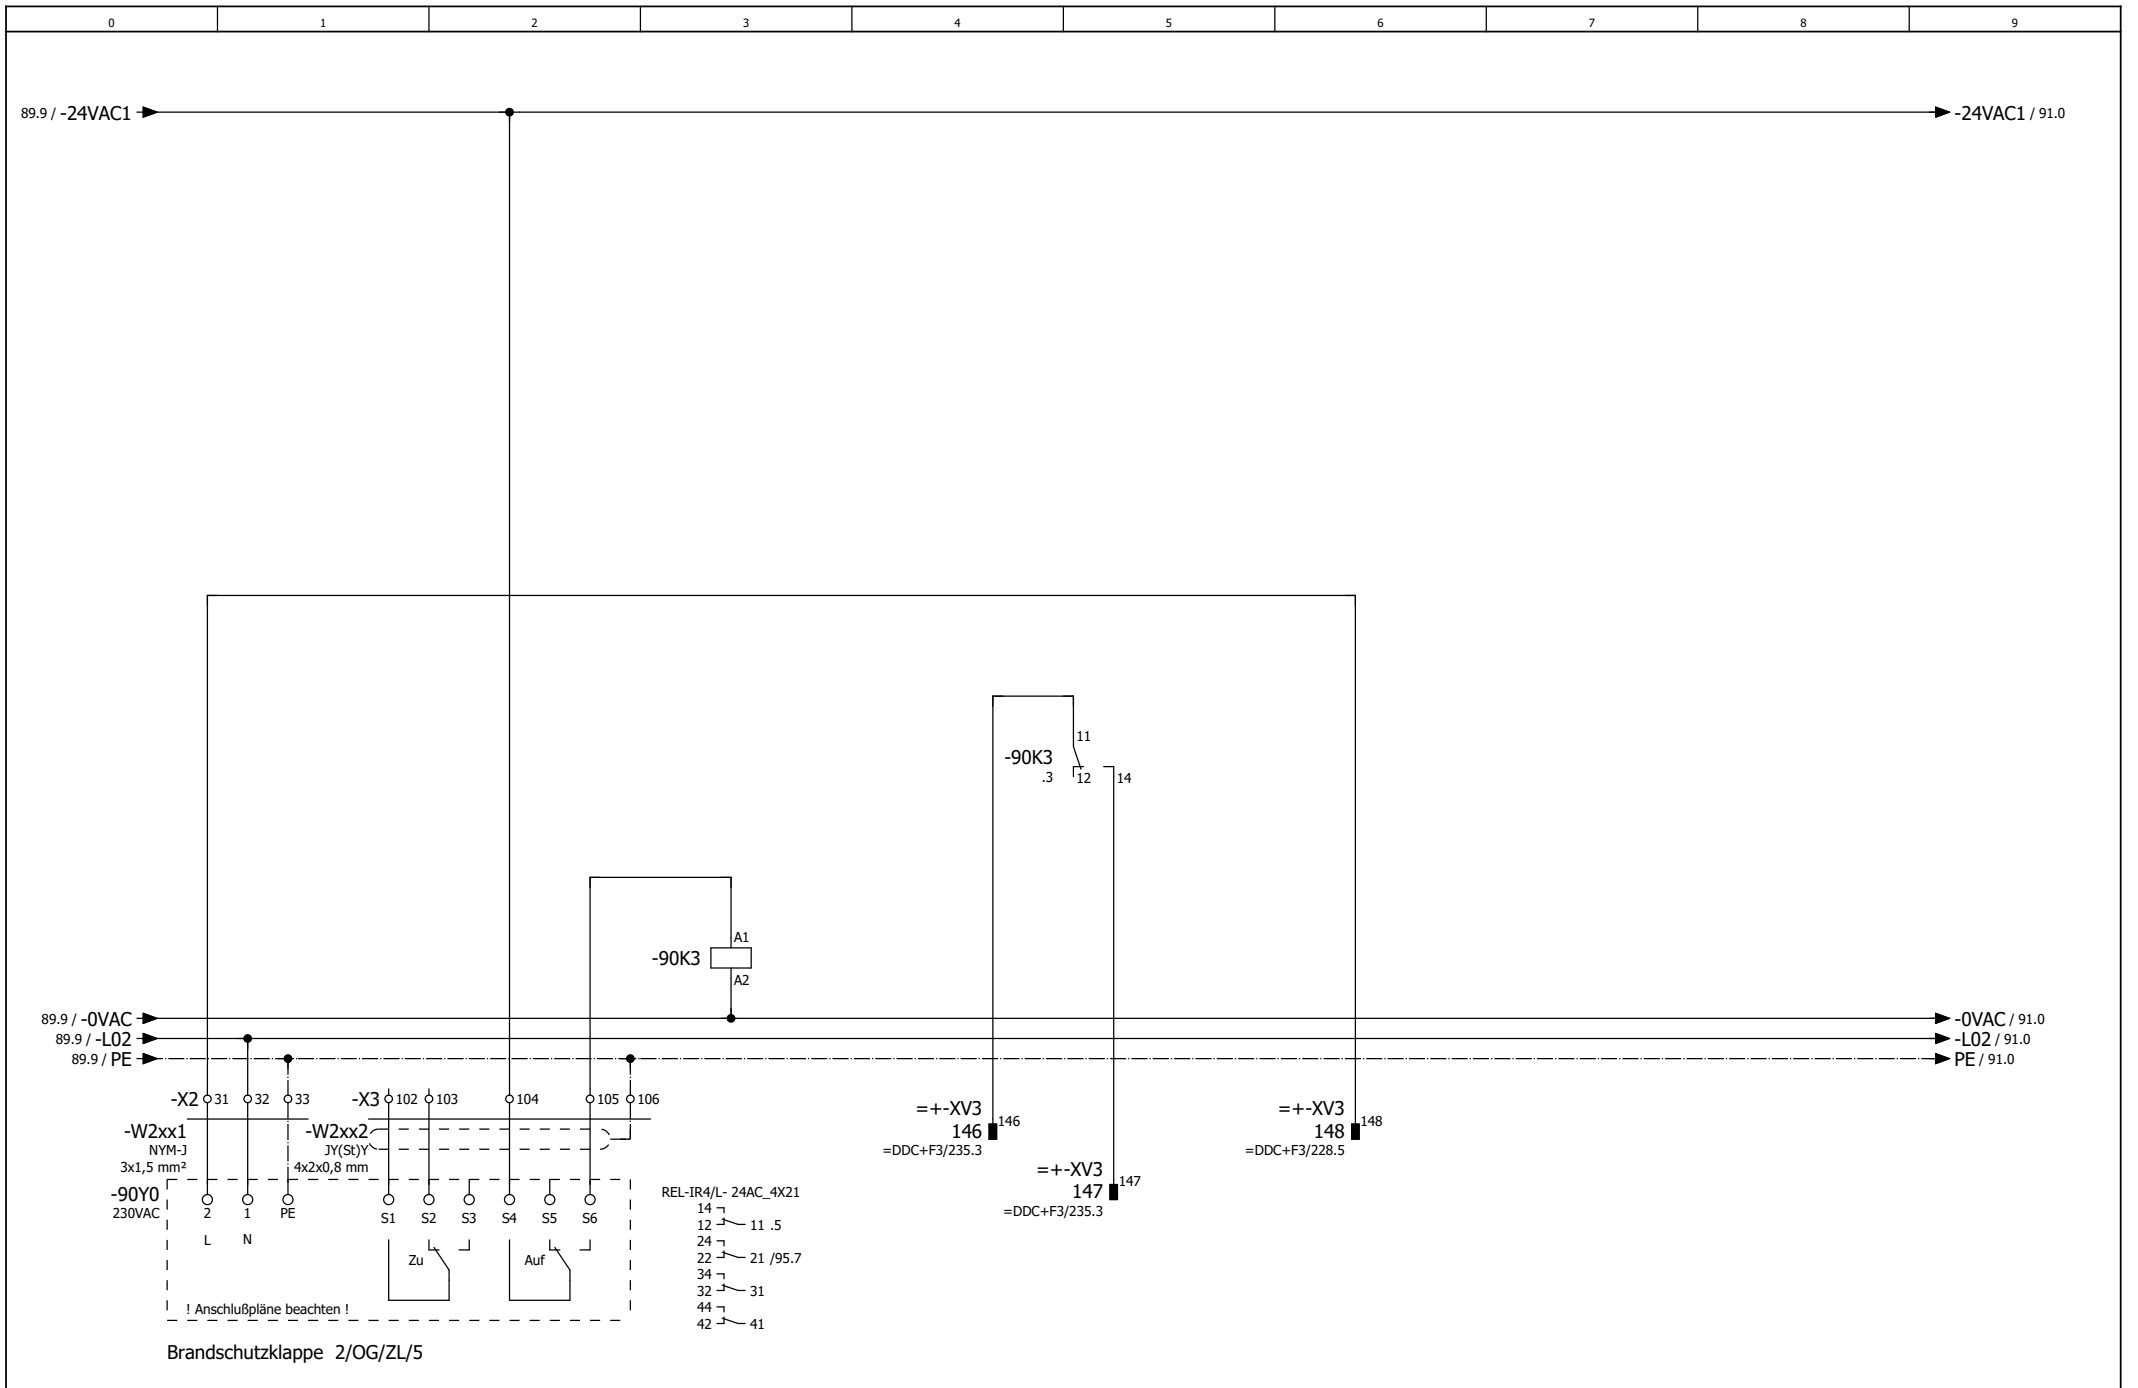 0 1 2 3 4 5 6 7 8 9
89.9 / -24VAC1
-24VAC1 / 91.0
11
-90K3
.3
12
14
A1
-90K3
A2
89.9 / -0VAC
-0VAC / 91.0
89.9 / -L02
-L02 / 91.0
89.9 / PE
PE / 91.0
-X2 31 32 33
-X3 102 103 104 105 106
-W2xx1
NYM-J
3x1,5 mm²
-W2xx2
JY(St)Y
4x2x0,8 mm
=+-XV3
146
146
=DDC+F3/235.3
=+-XV3
148
148
=DDC+F3/228.5
=+-XV3
147
147
=DDC+F3/235.3
-90Y0
230VAC
2 1 PE S1 S2 S3 S4 S5 S6
L N
Zu
Auf
! Anschlußpläne beachten !
REL-IR4/L- 24AC_4X21
14
12 11 .5
24
22 21 /95.7
34
32 31
44
42 41
Brandschutzklappe 2/OG/ZL/5